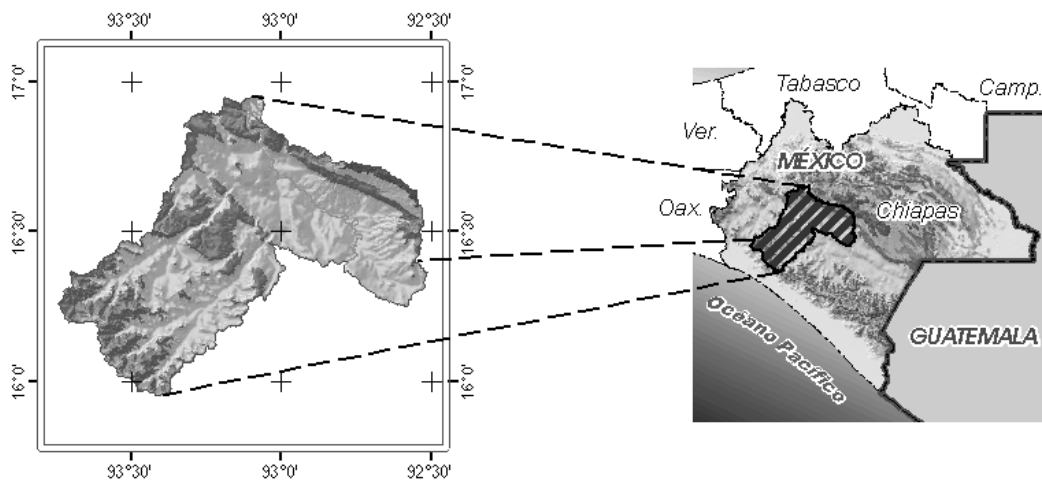 93°30' 93°0' 92°30'
17°0' 17°0'
16°30' 16°30'
16°0' 16°0'
93°30' 93°0' 92°30'
Tabasco
Camp.
Ver.
MÉXICO
Oax.
Chiapas
Océano Pacífico
GUATEMALA